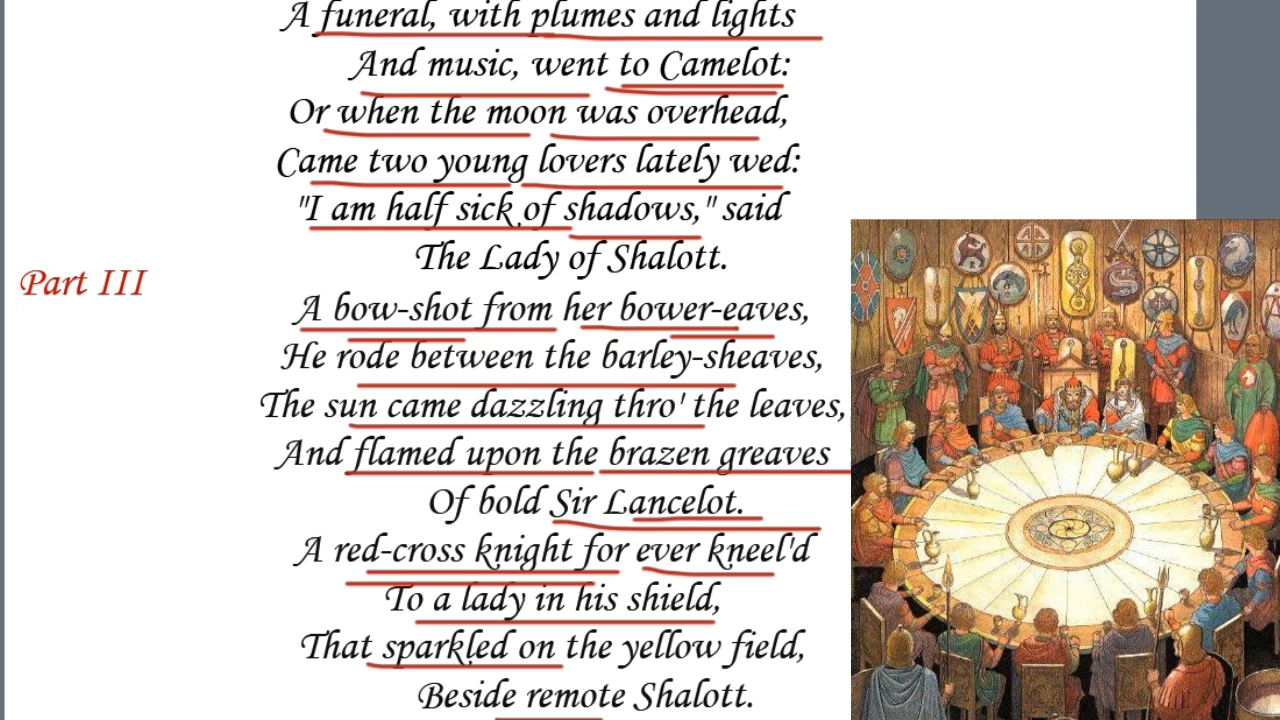 A funeral, with plumes and lights
And music, went to Camelot:
Or when the moon was overhead,
Came two young lovers lately wed:
"I am half sick of shadows," said
The Lady of Shalott.
Part III
A bow-shot from her bower-eaves,
He rode between the barley-sheaves,
The sun came dazzling thro' the leaves,
And flamed upon the brazen greaves
Of bold Sir Lancelot.
A red-cross knight for ever kneel'd
To a lady in his shield,
That sparkled on the yellow field,
Beside remote Shalott.